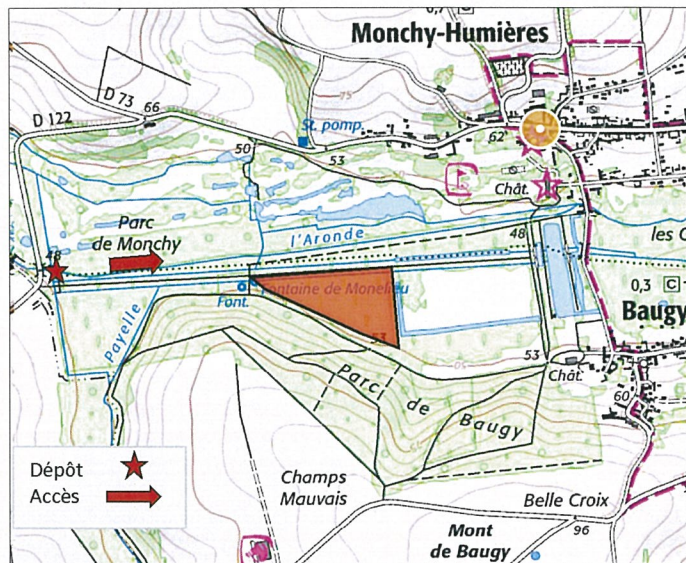 Monchy-Humières
D 122
D 73
66
75
St. pomp.
62
50
53
Chât.
Parc
de Monchy
l'Aronde
48
les
48
0,3 C
Fontaine de
Font.
Baugy
Payelle
53
50
53
Chât.
60
Parc de Baugy
Dépôt
Accès
Champs
Mauvais
Belle Croix
96
Mont
de Baugy